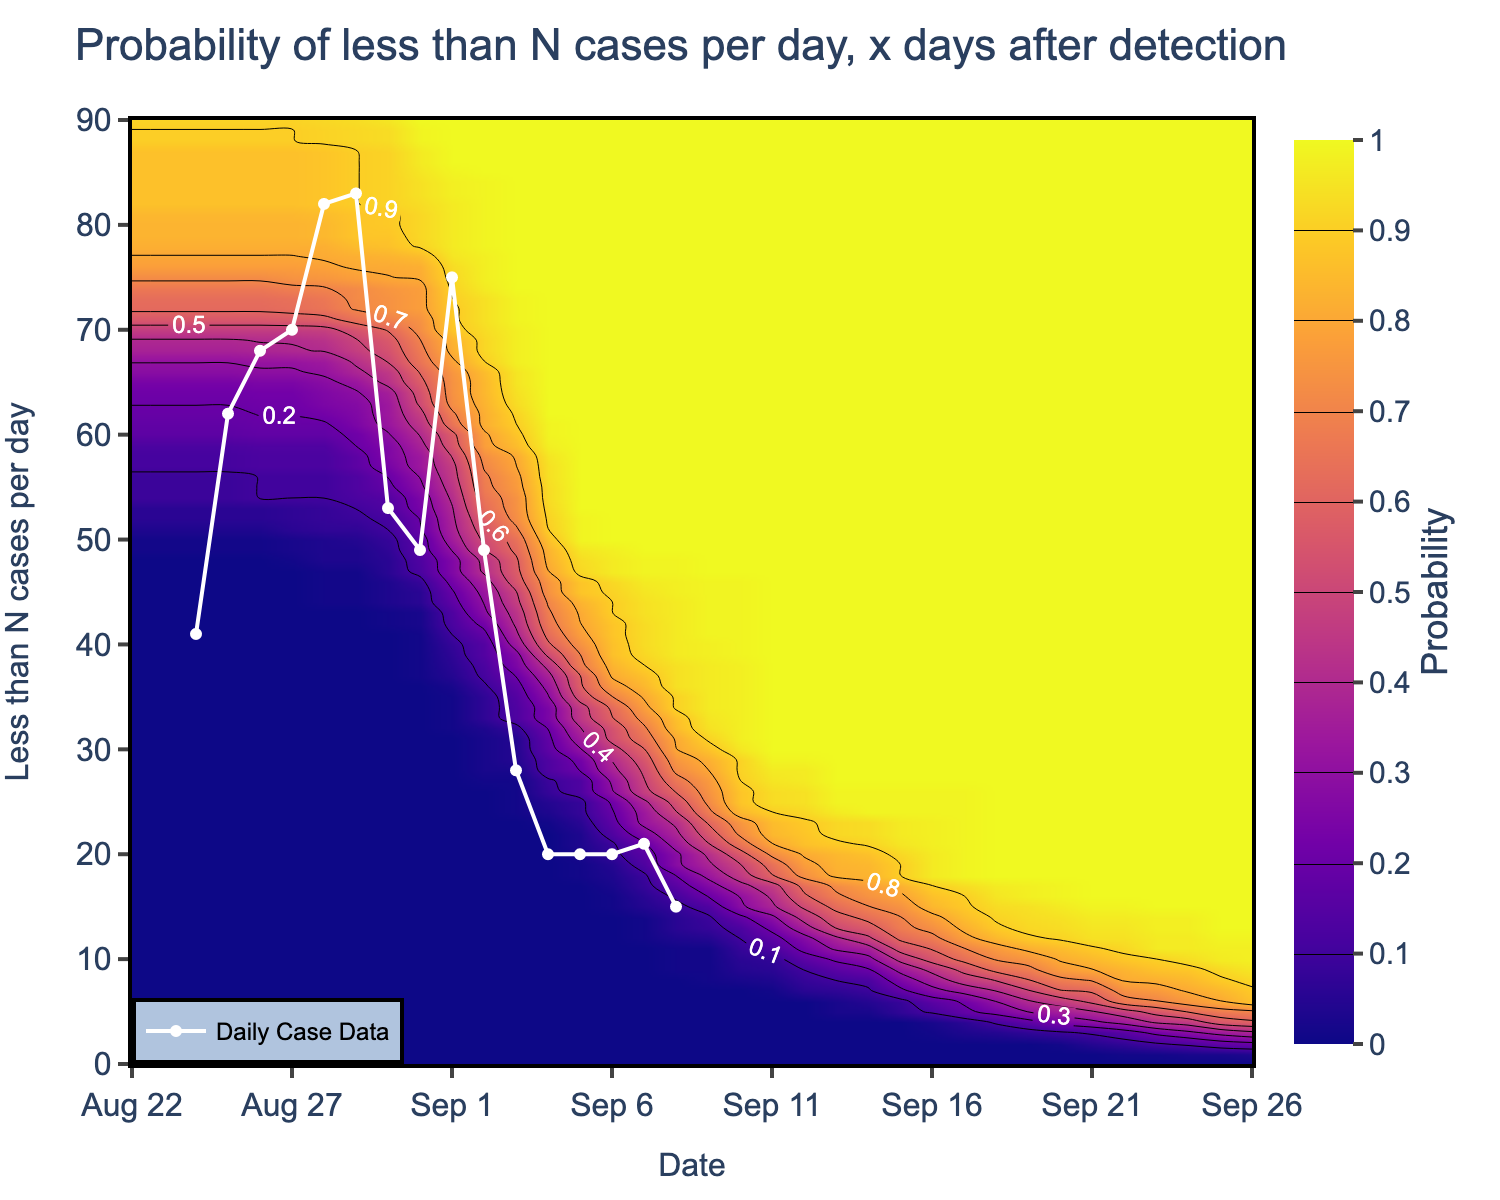 Probability of less than N cases per day, x days after detection
90
80
70
60
50
40
30
20
10
0
Less than N cases per day
0.9
0.7
0.5
0.2
0.6
0.4
0.8
0.1
0.3
Daily Case Data
Aug 22
Aug 27
Sep 1
Sep 6
Sep 11
Sep 16
Sep 21
Sep 26
Date
1
0.9
0.8
0.7
0.6
0.5
0.4
0.3
0.2
0.1
0
Probability